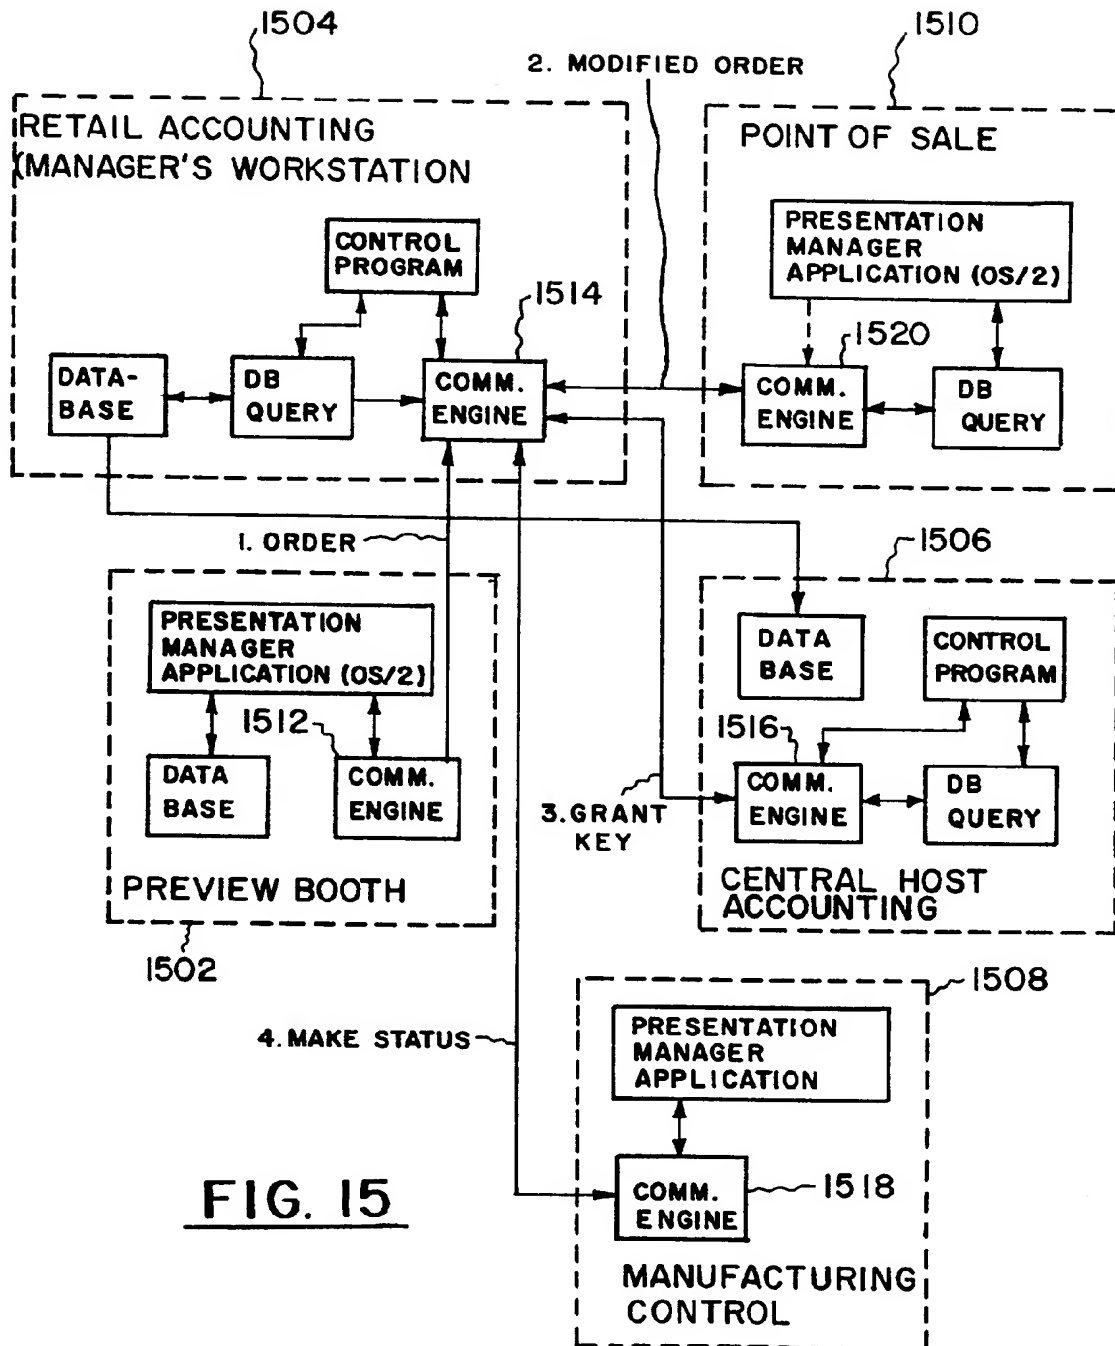 1504
1510
2. MODIFIED ORDER
RETAIL ACCOUNTING
(MANAGER'S WORKSTATION
POINT OF SALE
CONTROL
PROGRAM
PRESENTATION
MANAGER
APPLICATION (OS/2)
1514
1520
DATA-
BASE
DB
QUERY
COMM.
ENGINE
COMM.
ENGINE
DB
QUERY
1. ORDER
1506
PRESENTATION
MANAGER
APPLICATION (OS/2)
DATA
BASE
CONTROL
PROGRAM
1512
1516
DATA
BASE
COMM.
ENGINE
COMM.
ENGINE
DB
QUERY
3. GRANT
KEY
PREVIEW BOOTH
CENTRAL HOST
ACCOUNTING
1502
1508
4. MAKE STATUS
PRESENTATION
MANAGER
APPLICATION
COMM.
ENGINE
1518
FIG. 15
MANUFACTURING
CONTROL